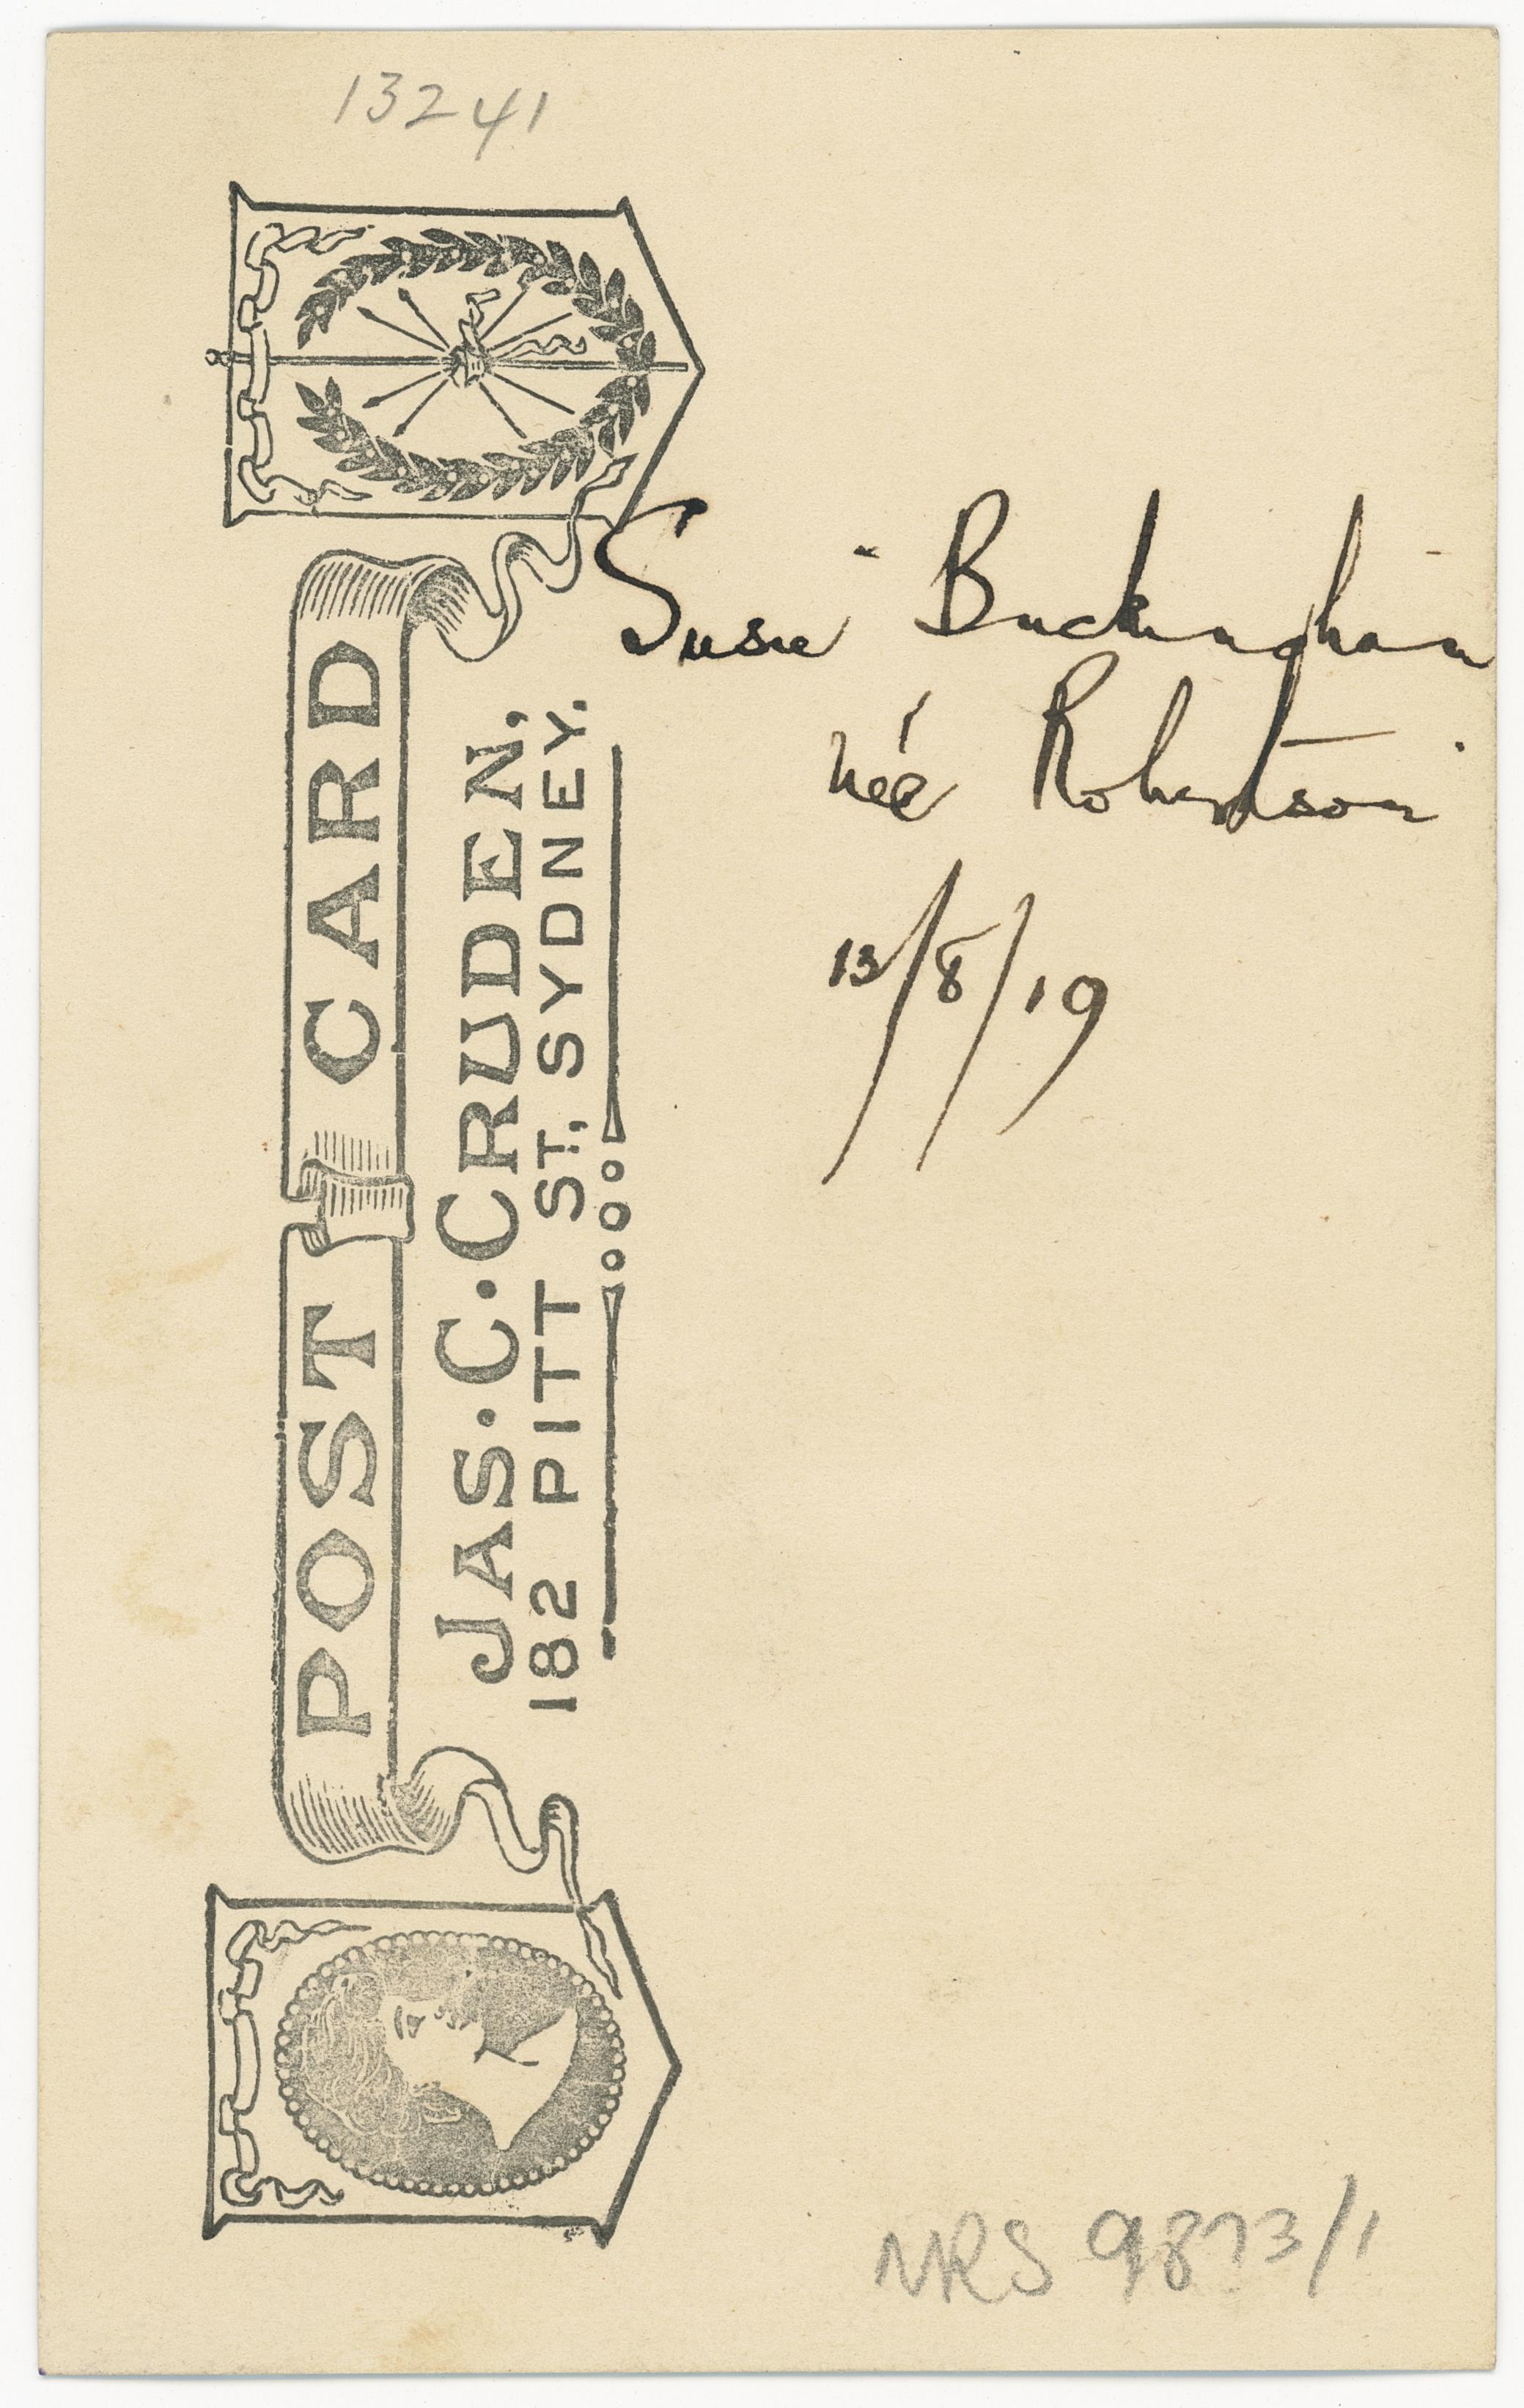 13241
POST CARD
JAS. C. CRUDEN,
182 PITT ST., SYDNEY.
Susie Buckingham
née Robertson
13/8/19
NRS 9873/1